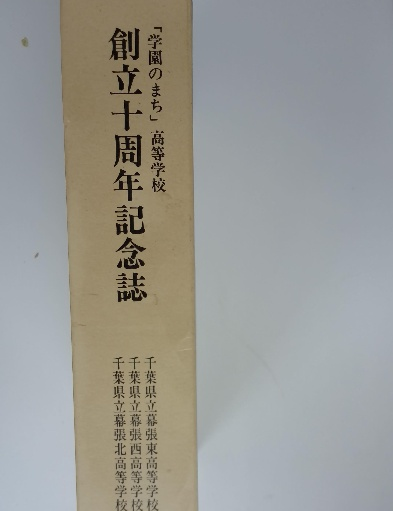 「学園のまち」高等学校
創立十周年記念誌
千葉県立幕張東高等学校
千葉県立幕張西高等学校
千葉県立幕張北高等学校